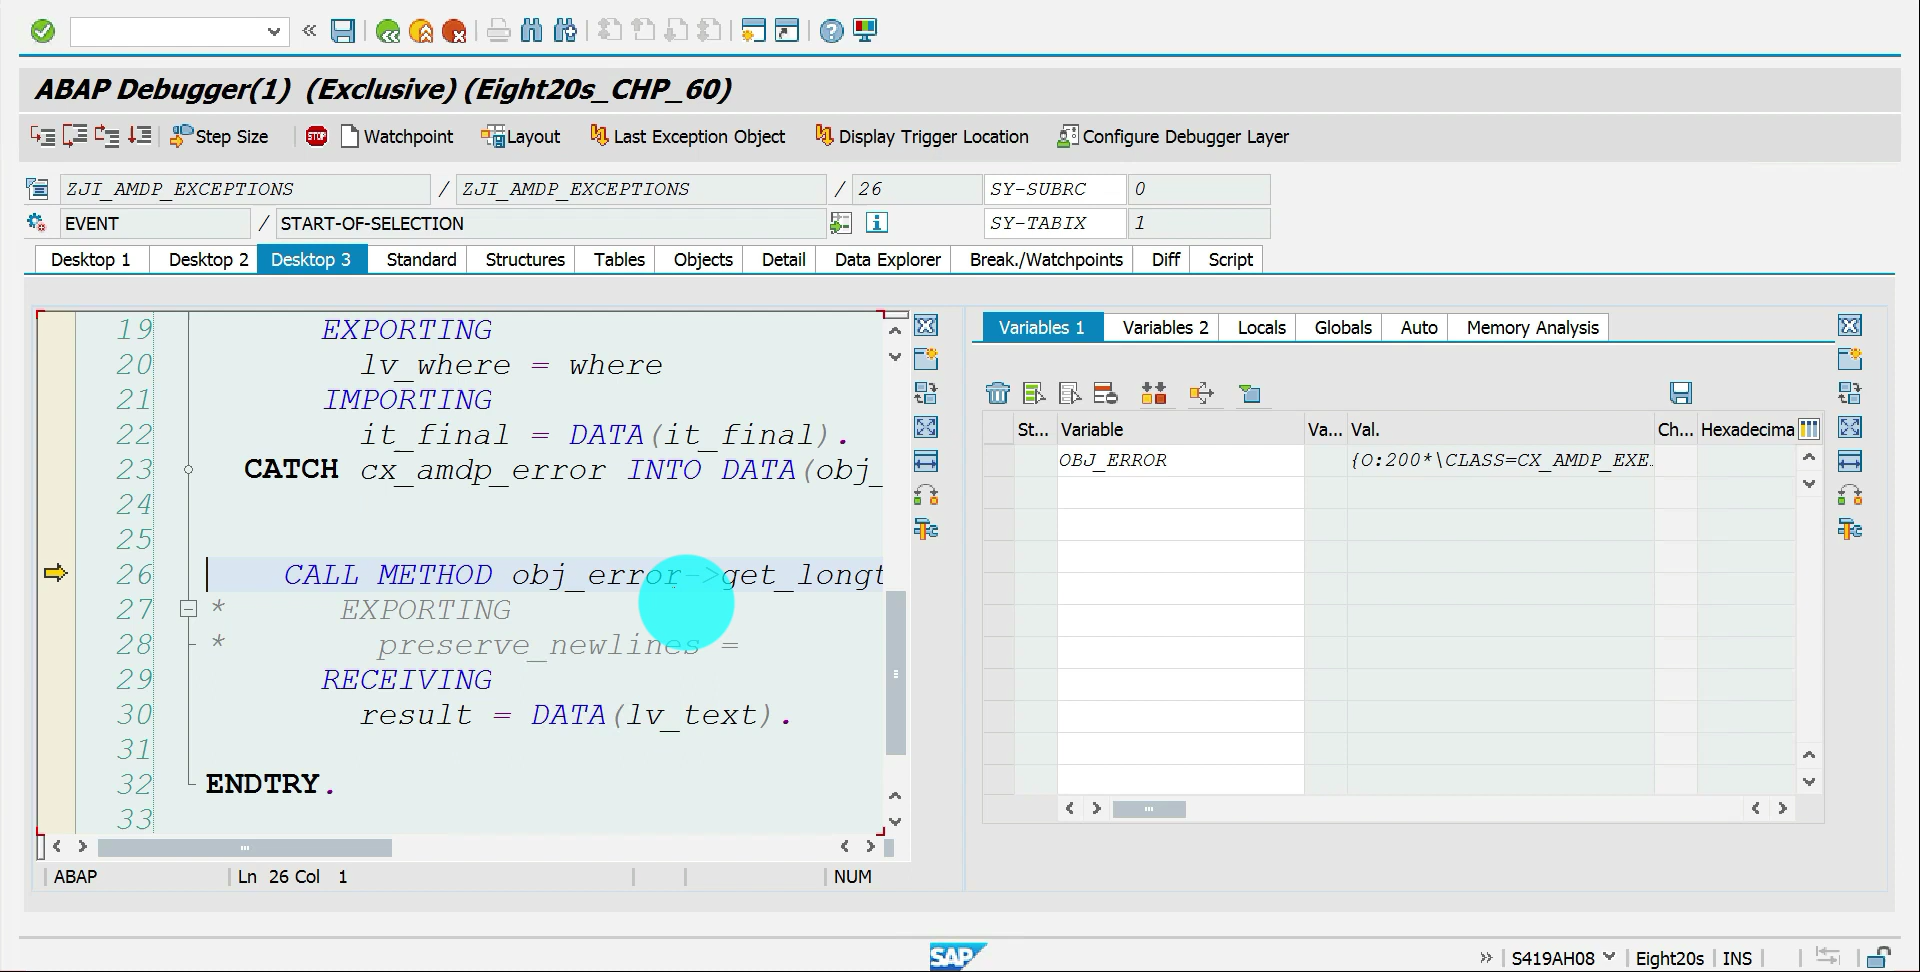 ABAP Debugger(1) (Exclusive) (Eight20s_CHP_60)
Step Size STOP Watchpoint Layout Last Exception Object Display Trigger Location Configure Debugger Layer
ZJI_AMDP_EXCEPTIONS / ZJI_AMDP_EXCEPTIONS / 26 SY-SUBRC 0
EVENT / START-OF-SELECTION SY-TABIX 1
Desktop 1 Desktop 2 Desktop 3 Standard Structures Tables Objects Detail Data Explorer Break./Watchpoints Diff Script
19 EXPORTING
20 lv_where = where
21 IMPORTING
22 it_final = DATA(it_final).
23 CATCH cx_amdp_error INTO DATA(obj_
24
25
26 CALL METHOD obj_error->get_longt
27 * EXPORTING
28 * preserve_newlines =
29 RECEIVING
30 result = DATA(lv_text).
31
32 ENDTRY.
33
ABAP Ln 26 Col 1 NUM
Variables 1 Variables 2 Locals Globals Auto Memory Analysis
St... Variable Va... Val. Ch... Hexadecima
OBJ_ERROR {O:200*\CLASS=CX_AMDP_EXE
SAP S419AH08 Eight20s INS